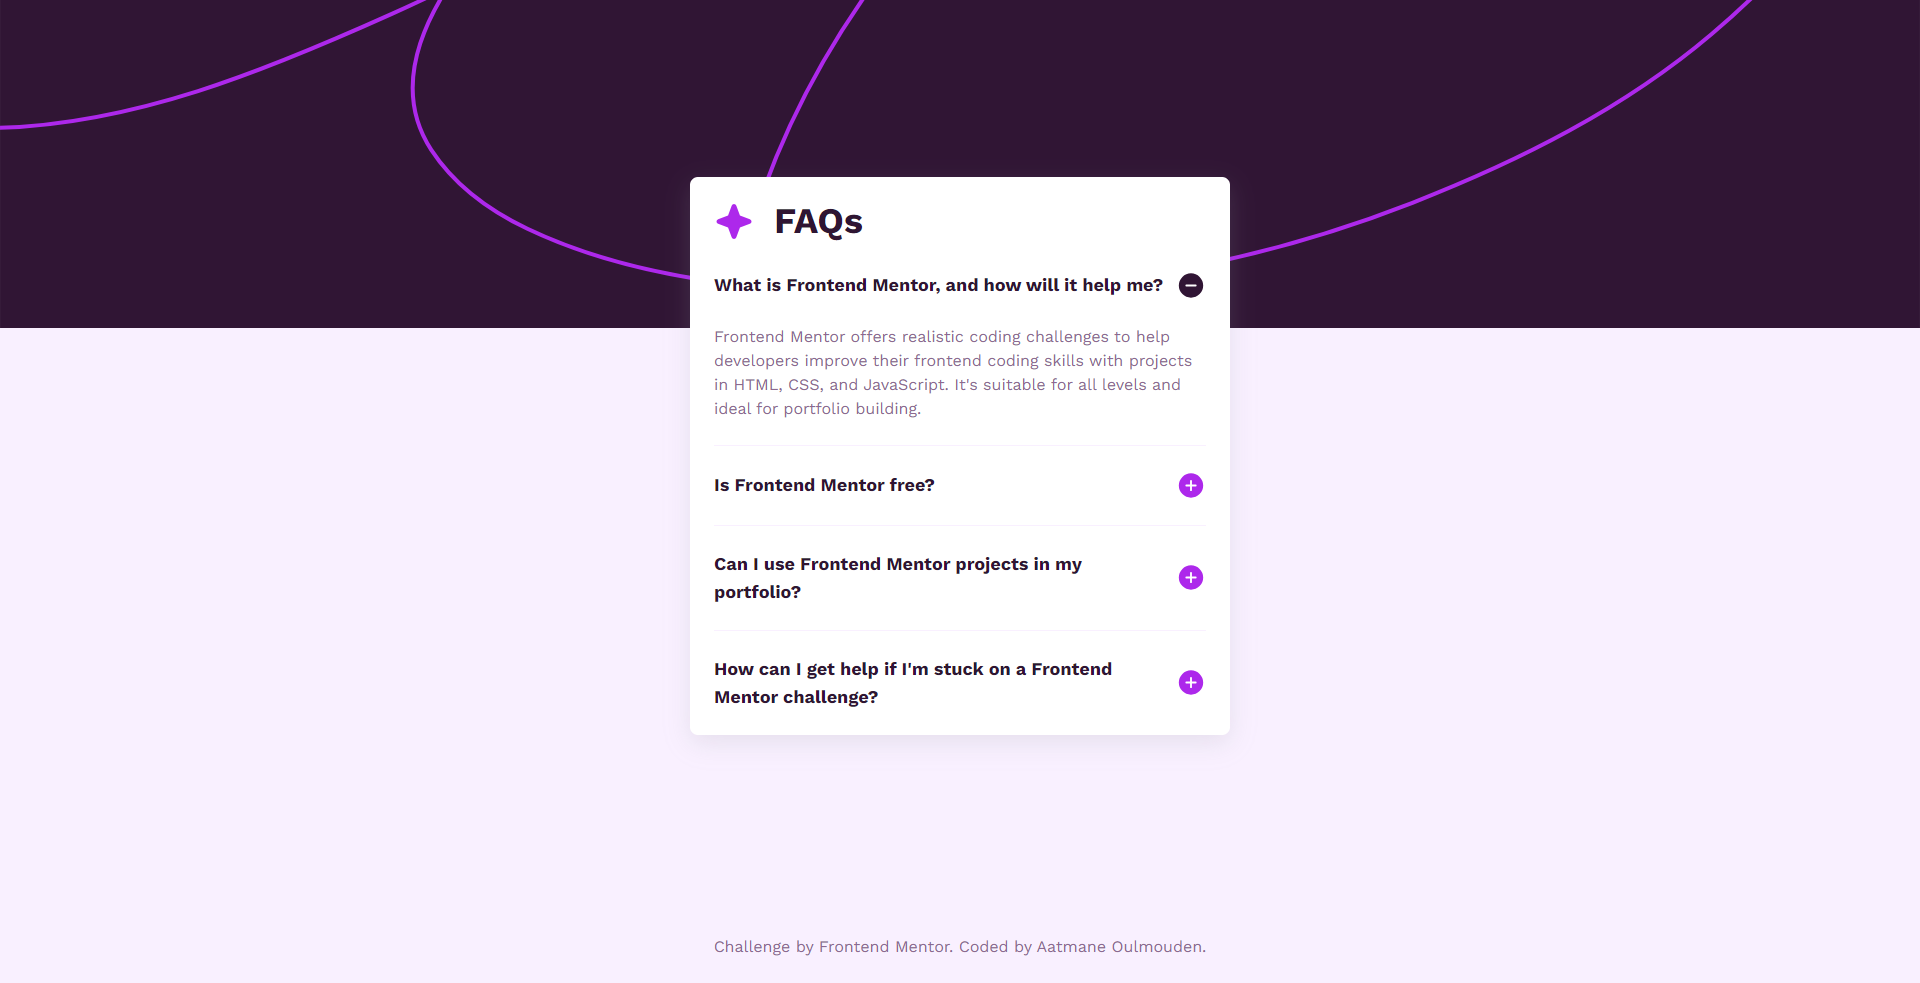 FAQs
What is Frontend Mentor, and how will it help me?
Frontend Mentor offers realistic coding challenges to help
developers improve their frontend coding skills with projects
in HTML, CSS, and JavaScript. It's suitable for all levels and
ideal for portfolio building.
Is Frontend Mentor free?
Can I use Frontend Mentor projects in my
portfolio?
How can I get help if I'm stuck on a Frontend
Mentor challenge?
Challenge by Frontend Mentor. Coded by Aatmane Oulmouden.